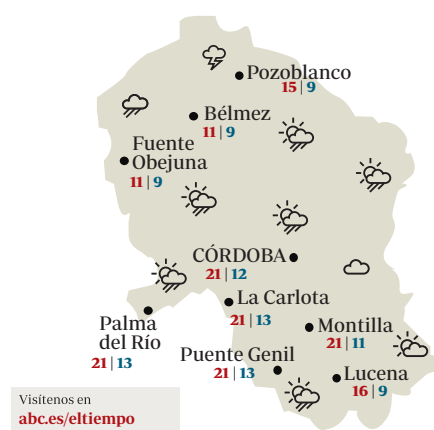 Pozoblanco
15 | 9
Bélmez
11 | 9
Fuente
Obejuna
11 | 9
CÓRDOBA
21 | 12
La Carlota
21 | 13
Palma
del Río
21 | 13
Montilla
21 | 11
Puente Genil
21 | 13
Lucena
16 | 9
Visítenos en
abc.es/eltiempo